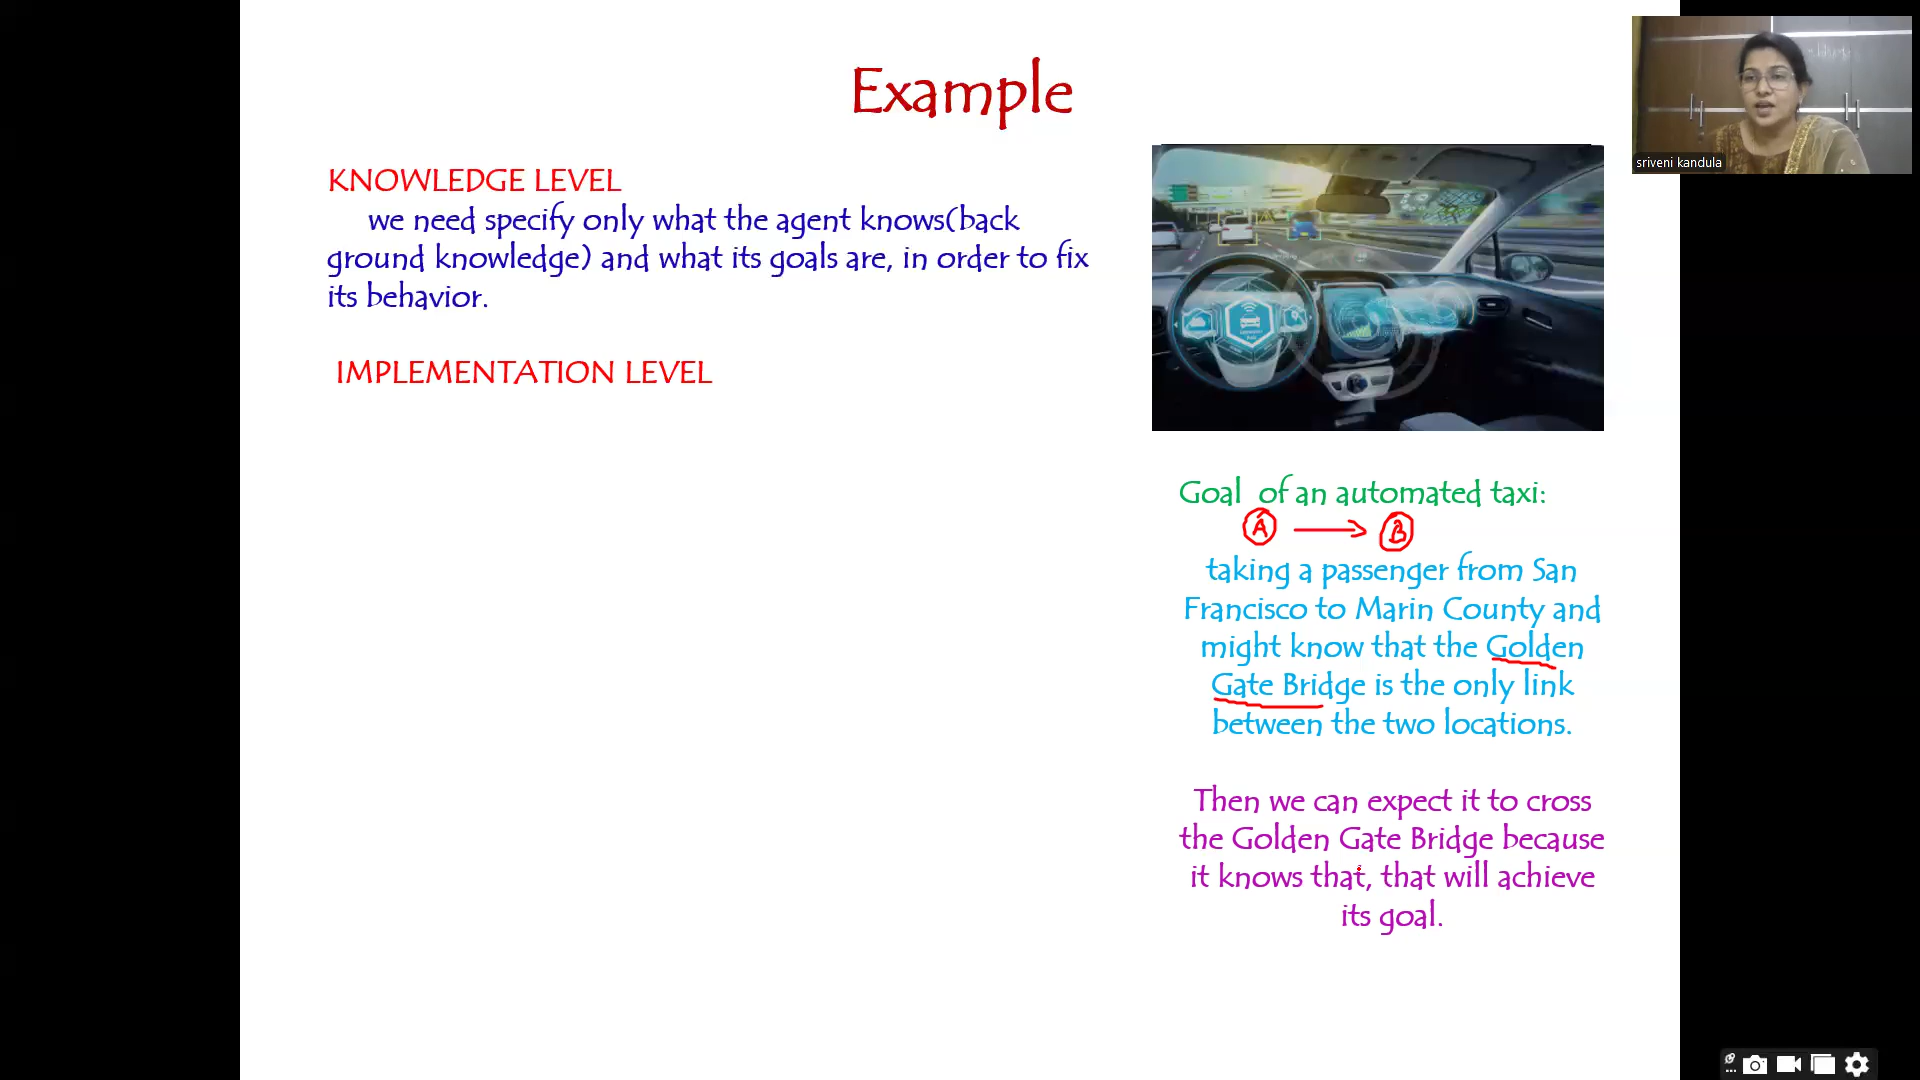 Example
sriveni kandula
KNOWLEDGE LEVEL
we need specify only what the agent knows(back
ground knowledge) and what its goals are, in order to fix
its behavior.
IMPLEMENTATION LEVEL
Goal of an automated taxi:
A → B
taking a passenger from San
Francisco to Marin County and
might know that the Golden
Gate Bridge is the only link
between the two locations.
Then we can expect it to cross
the Golden Gate Bridge because
it knows that, that will achieve
its goal.